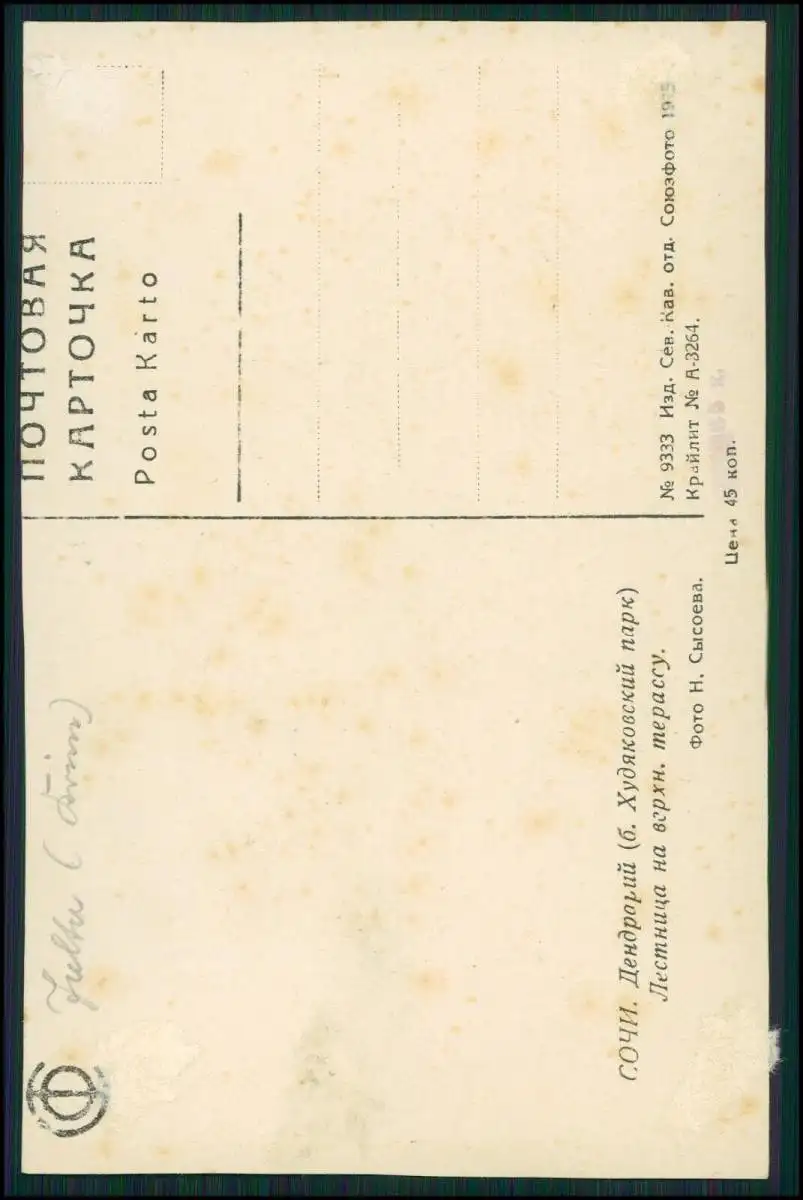 ПОЧТОВАЯ
КАРТОЧКА
Posta Karto
СОЧИ. Дендрарий (б. Худяковский парк)
Лестница на верхн. терассу.
Фото Н. Сысоева.
№ 9333 Изд. Сев. Кав. отд. Союзфото
Крайлит № А-3264.
Цена 45 коп.